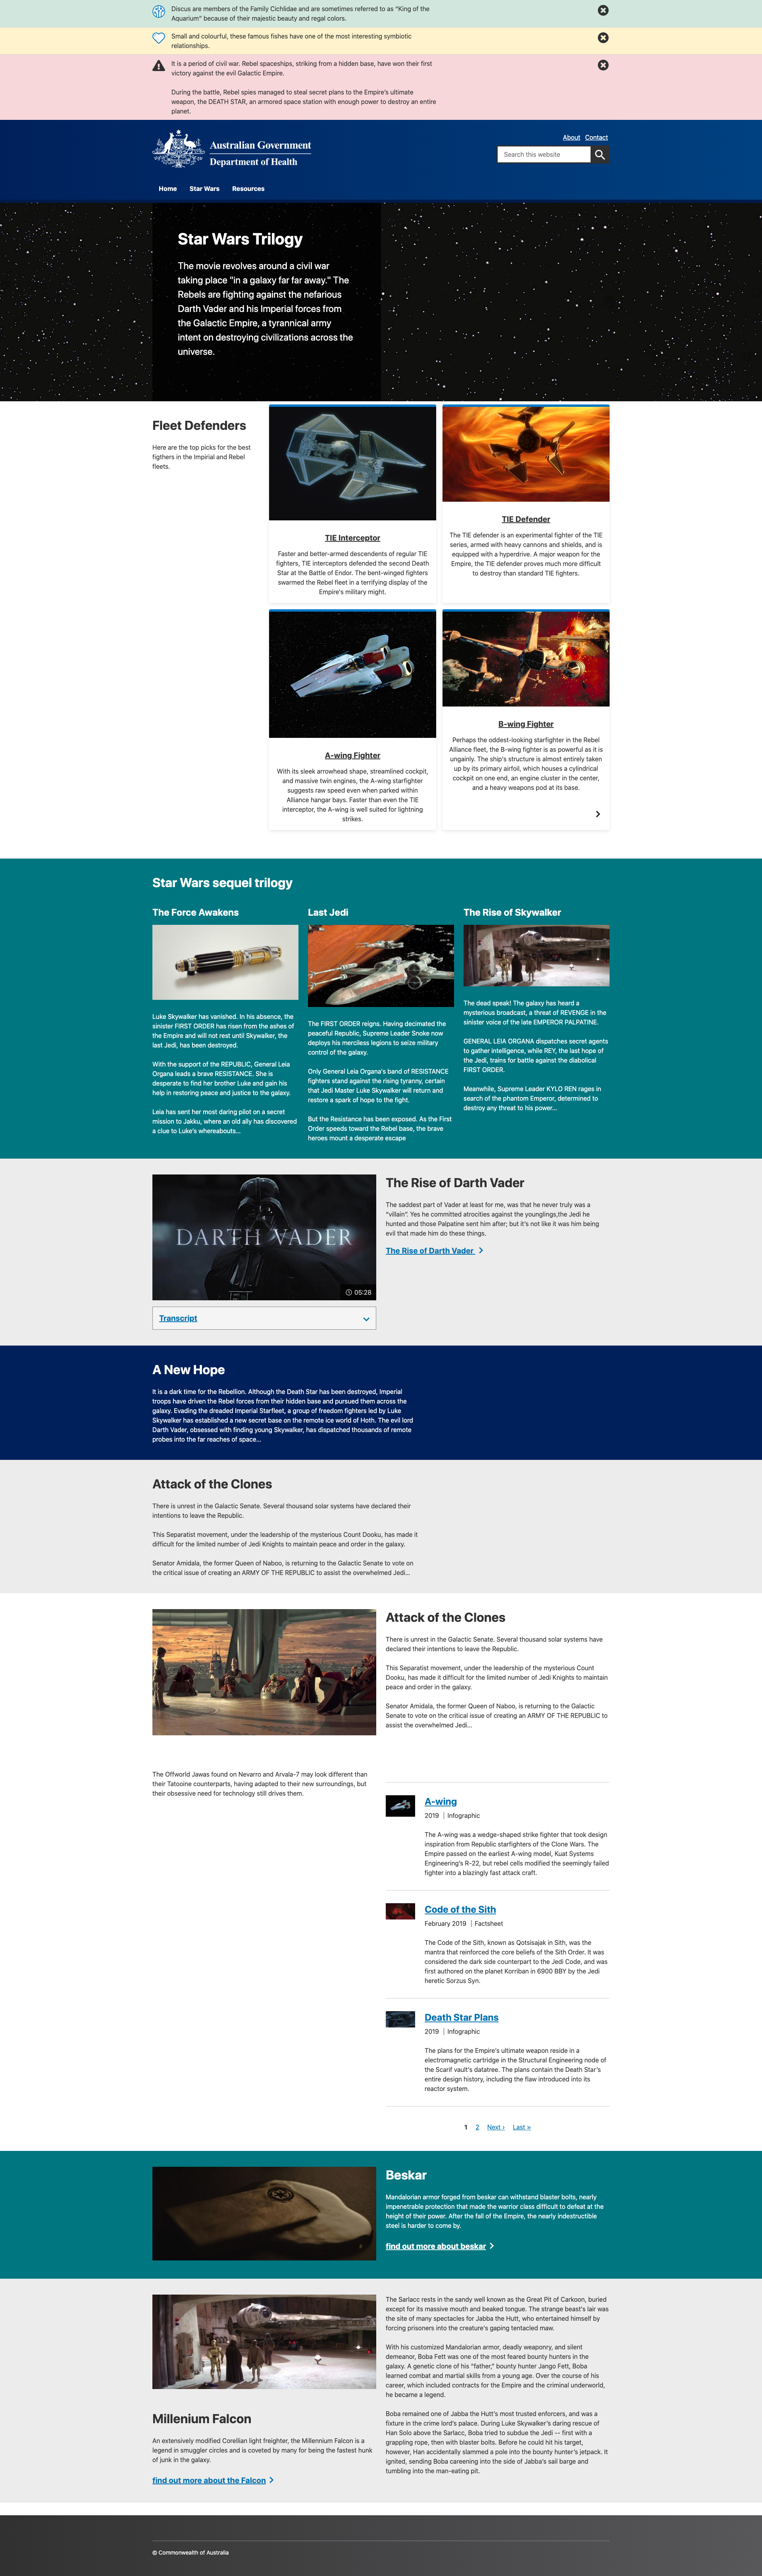 Discus are members of the Family Cichlidae and are sometimes referred to as "King of the
Aquarium" because of their majestic beauty and regal colors.
Small and colourful, these famous fishes have one of the most interesting symbiotic
relationships.
It is a period of civil war. Rebel spaceships, striking from a hidden base, have won their first
victory against the evil Galactic Empire.
During the battle, Rebel spies managed to steal secret plans to the Empire's ultimate
weapon, the DEATH STAR, an armored space station with enough power to destroy an entire
planet.
About Contact
Australian Government
Department of Health
Search this website
Home Star Wars Resources
Star Wars Trilogy
The movie revolves around a civil war
taking place "in a galaxy far far away." The
Rebels are fighting against the nefarious
Darth Vader and his Imperial forces from
the Galactic Empire, a tyrannical army
intent on destroying civilizations across the
universe.
Fleet Defenders
Here are the top picks for the best
figthers in the Impirial and Rebel
fleets.
TIE Interceptor
Faster and better-armed descendents of regular TIE
fighters, TIE interceptors defended the second Death
Star at the Battle of Endor. The bent-winged fighters
swarmed the Rebel fleet in a terrifying display of the
Empire's military might.
TIE Defender
The TIE defender is an experimental fighter of the TIE
series, armed with heavy cannons and shields, and is
equipped with a hyperdrive. A major weapon for the
Empire, the TIE defender proves much more difficult
to destroy than standard TIE fighters.
A-wing Fighter
With its sleek arrowhead shape, streamlined cockpit,
and massive twin engines, the A-wing starfighter
suggests raw speed even when parked within
Alliance hangar bays. Faster than even the TIE
interceptor, the A-wing is well suited for lightning
strikes.
B-wing Fighter
Perhaps the oddest-looking starfighter in the Rebel
Alliance fleet, the B-wing fighter is as powerful as it is
ungainly. The ship's structure is almost entirely taken
up by its primary airfoil, which houses a cylindrical
cockpit on one end, an engine cluster in the center,
and a heavy weapons pod at its base.
Star Wars sequel trilogy
The Force Awakens
Luke Skywalker has vanished. In his absence, the
sinister FIRST ORDER has risen from the ashes of
the Empire and will not rest until Skywalker, the
last Jedi, has been destroyed.
With the support of the REPUBLIC, General Leia
Organa leads a brave RESISTANCE. She is
desperate to find her brother Luke and gain his
help in restoring peace and justice to the galaxy.
Leia has sent her most daring pilot on a secret
mission to Jakku, where an old ally has discovered
a clue to Luke's whereabouts...
Last Jedi
The FIRST ORDER reigns. Having decimated the
peaceful Republic, Supreme Leader Snoke now
deploys his merciless legions to seize military
control of the galaxy.
Only General Leia Organa's band of RESISTANCE
fighters stand against the rising tyranny, certain
that Jedi Master Luke Skywalker will return and
restore a spark of hope to the fight.
But the Resistance has been exposed. As the First
Order speeds toward the Rebel base, the brave
heroes mount a desperate escape
The Rise of Skywalker
The dead speak! The galaxy has heard a
mysterious broadcast, a threat of REVENGE in the
sinister voice of the late EMPEROR PALPATINE.
GENERAL LEIA ORGANA dispatches secret agents
to gather intelligence, while REY, the last hope of
the Jedi, trains for battle against the diabolical
FIRST ORDER.
Meanwhile, Supreme Leader KYLO REN rages in
search of the phantom Emperor, determined to
destroy any threat to his power...
DARTH VADER
05:28
Transcript
The Rise of Darth Vader
The saddest part of Vader at least for me, was that he never truly was a
"villain". Yes he committed atrocities against the younglings,the Jedi he
hunted and those Palpatine sent him after; but it's not like it was him being
evil that made him do these things.
The Rise of Darth Vader
A New Hope
It is a dark time for the Rebellion. Although the Death Star has been destroyed, Imperial
troops have driven the Rebel forces from their hidden base and pursued them across the
galaxy. Evading the dreaded Imperial Starfleet, a group of freedom fighters led by Luke
Skywalker has established a new secret base on the remote ice world of Hoth. The evil lord
Darth Vader, obsessed with finding young Skywalker, has dispatched thousands of remote
probes into the far reaches of space...
Attack of the Clones
There is unrest in the Galactic Senate. Several thousand solar systems have declared their
intentions to leave the Republic.
This Separatist movement, under the leadership of the mysterious Count Dooku, has made it
difficult for the limited number of Jedi Knights to maintain peace and order in the galaxy.
Senator Amidala, the former Queen of Naboo, is returning to the Galactic Senate to vote on
the critical issue of creating an ARMY OF THE REPUBLIC to assist the overwhelmed Jedi...
Attack of the Clones
There is unrest in the Galactic Senate. Several thousand solar systems have
declared their intentions to leave the Republic.
This Separatist movement, under the leadership of the mysterious Count
Dooku, has made it difficult for the limited number of Jedi Knights to maintain
peace and order in the galaxy.
Senator Amidala, the former Queen of Naboo, is returning to the Galactic
Senate to vote on the critical issue of creating an ARMY OF THE REPUBLIC to
assist the overwhelmed Jedi...
The Offworld Jawas found on Nevarro and Arvala-7 may look different than
their Tatooine counterparts, having adapted to their new surroundings, but
their obsessive need for technology still drives them.
A-wing
2019 | Infographic
The A-wing was a wedge-shaped strike fighter that took design
inspiration from Republic starfighters of the Clone Wars. The
Empire passed on the earliest A-wing model, Kuat Systems
Engineering's R-22, but rebel cells modified the seemingly failed
fighter into a blazingly fast attack craft.
Code of the Sith
February 2019 | Factsheet
The Code of the Sith, known as Qotsisajak in Sith, was the
mantra that reinforced the core beliefs of the Sith Order. It was
considered the dark side counterpart to the Jedi Code, and was
first authored on the planet Korriban in 6900 BBY by the Jedi
heretic Sorzus Syn.
Death Star Plans
2019 | Infographic
The plans for the Empire's ultimate weapon reside in a
electromagnetic cartridge in the Structural Engineering node of
the Scarif vault's datatree. The plans contain the Death Star's
entire design history, including the flaw introduced into its
reactor system.
1 2 Next › Last »
Beskar
Mandalorian armor forged from beskar can withstand blaster bolts, nearly
impenetrable protection that made the warrior class difficult to defeat at the
height of their power. After the fall of the Empire, the nearly indestructible
steel is harder to come by.
find out more about beskar
Millenium Falcon
An extensively modified Corellian light freighter, the Millennium Falcon is a
legend in smuggler circles and is coveted by many for being the fastest hunk
of junk in the galaxy.
find out more about the Falcon
The Sarlacc rests in the sandy well known as the Great Pit of Carkoon, buried
except for its massive mouth and beaked tongue. The strange beast's lair was
the site of many spectacles for Jabba the Hutt, who entertained himself by
forcing prisoners into the creature's gaping tentacled maw.
With his customized Mandalorian armor, deadly weaponry, and silent
demeanor, Boba Fett was one of the most feared bounty hunters in the
galaxy. A genetic clone of his "father," bounty hunter Jango Fett, Boba
learned combat and martial skills from a young age. Over the course of his
career, which included contracts for the Empire and the criminal underworld,
he became a legend.
Boba remained one of Jabba the Hutt's most trusted enforcers, and was a
fixture in the crime lord's palace. During Luke Skywalker's daring rescue of
Han Solo above the Sarlacc, Boba tried to subdue the Jedi -- first with a
grappling rope, then with blaster bolts. Before he could hit his target,
however, Han accidentally slammed a pole into the bounty hunter's jetpack. It
ignited, sending Boba careening into the side of Jabba's sail barge and
tumbling into the man-eating pit.
© Commonwealth of Australia